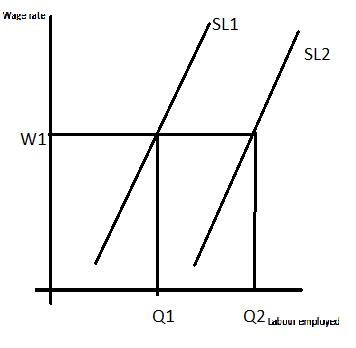 Wage rate
SL1
SL2
W1
Q1
Q2
Labour employed